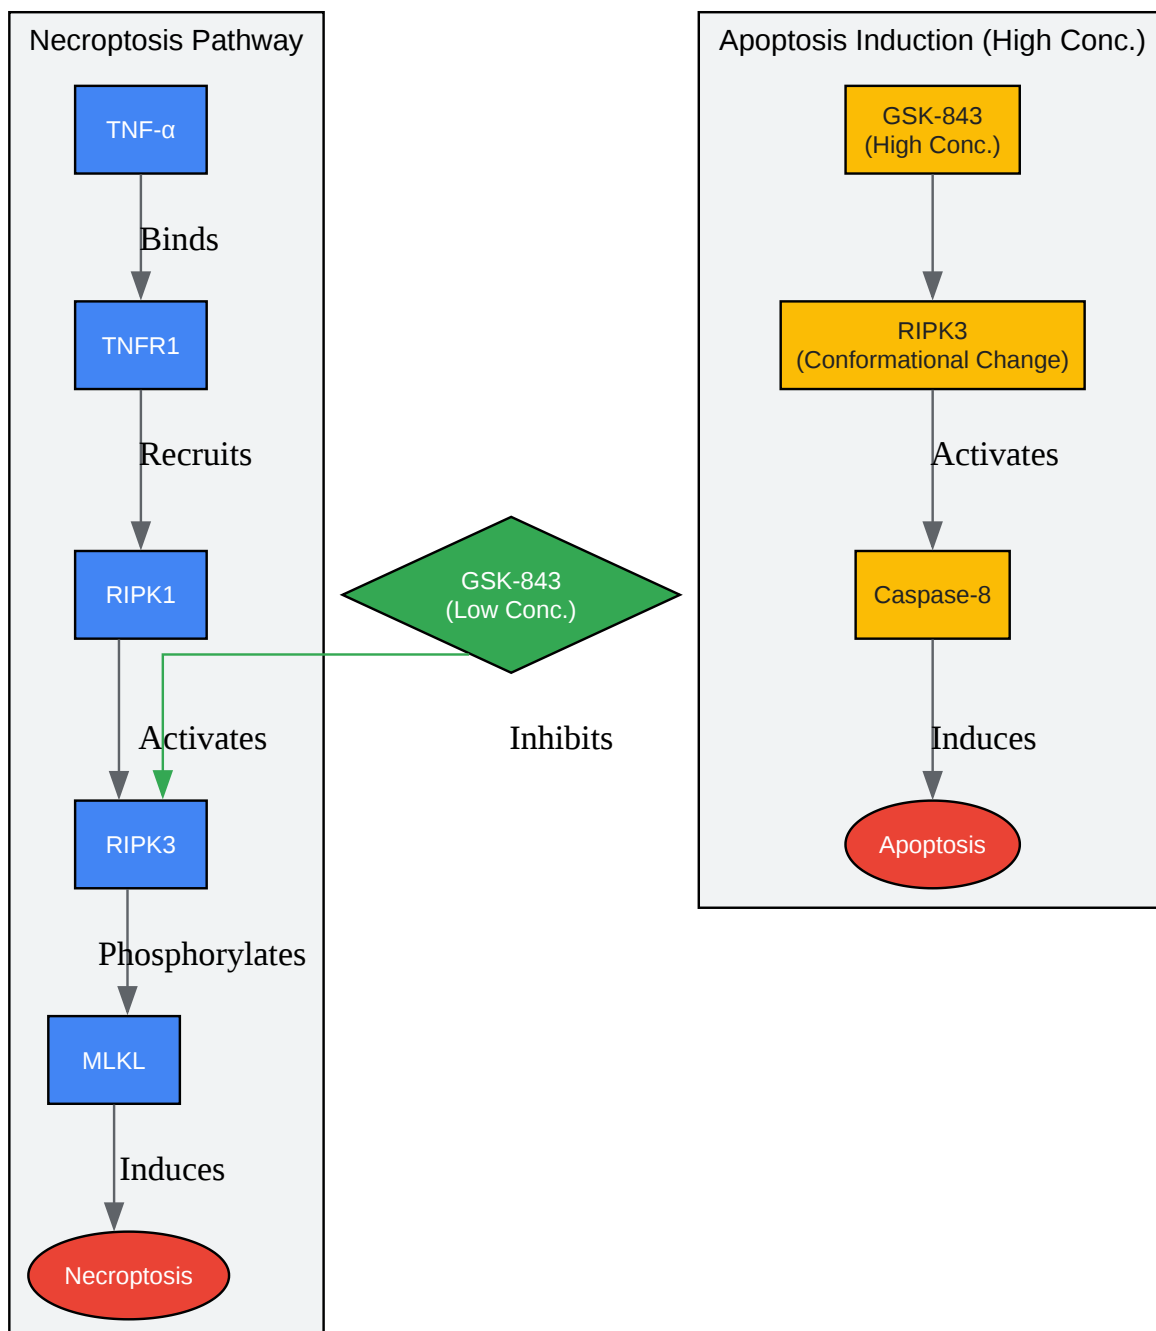 Necroptosis Pathway
TNF-α
Binds
TNFR1
Recruits
RIPK1
Activates
RIPK3
Phosphorylates
MLKL
Induces
Necroptosis
GSK-843
(Low Conc.)
Inhibits
Apoptosis Induction (High Conc.)
GSK-843
(High Conc.)
RIPK3
(Conformational Change)
Activates
Caspase-8
Induces
Apoptosis